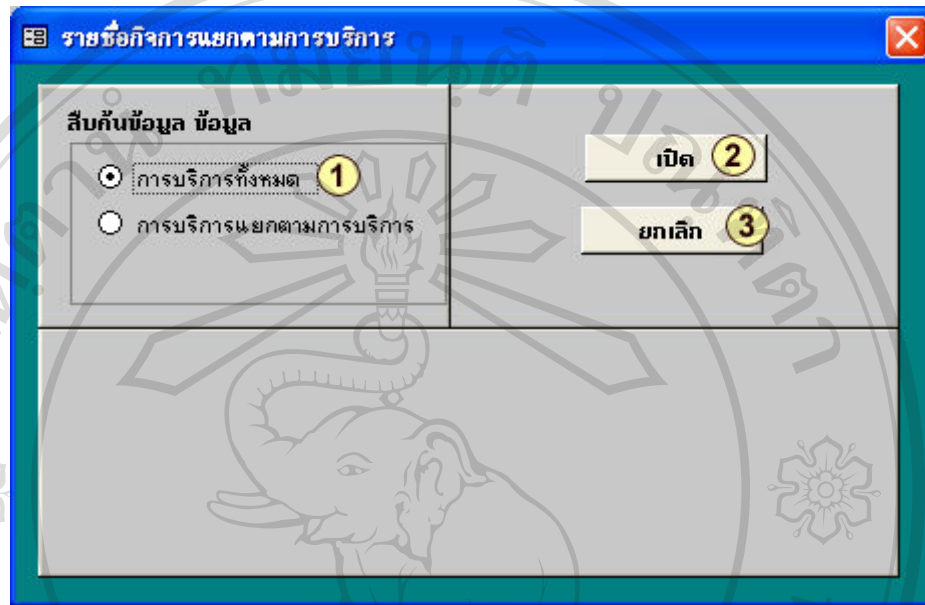 รายชื่อกิจการแยกตามการบริการ
สืบค้นข้อมูล ข้อมูล
การบริการทั้งหมด 1
การบริการแยกตามการบริการ
เปิด 2
ยกเลิก 3